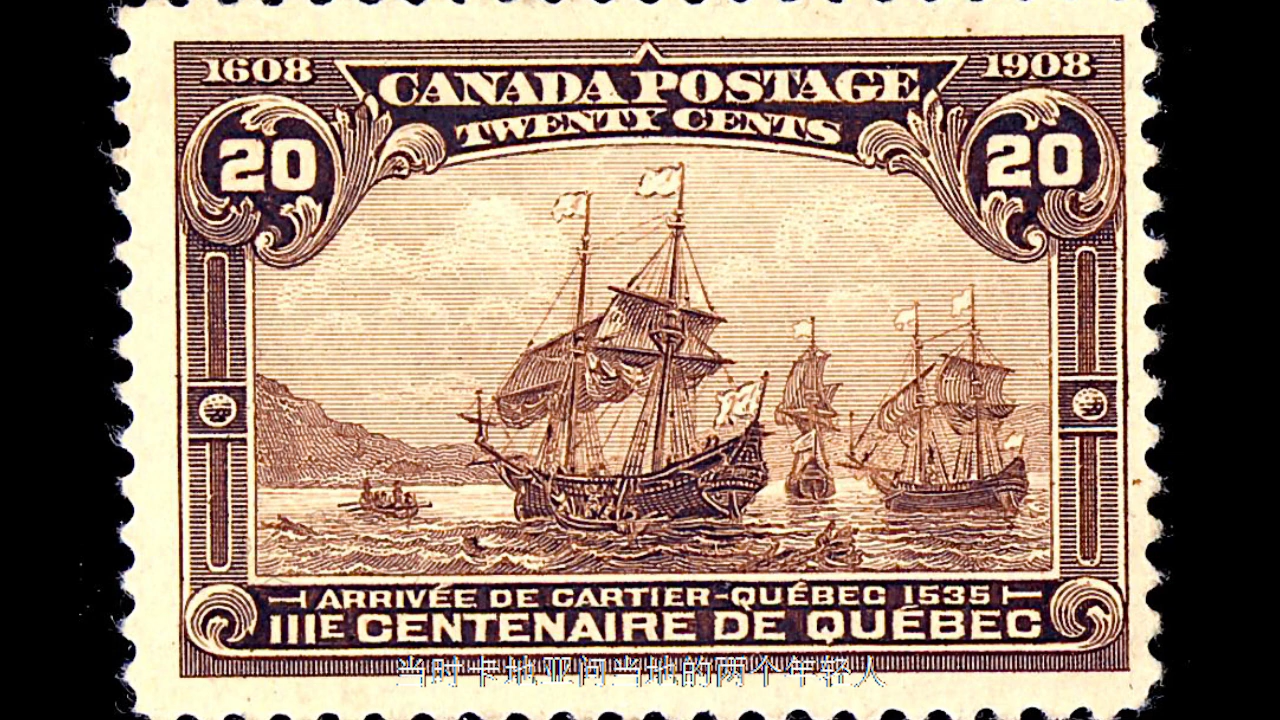 1608 1908
CANADA POSTAGE
TWENTY CENTS
20 20
ARRIVÉE DE CARTIER-QUÉBEC 1535
IIIE CENTENAIRE DE QUÉBEC
当时卡地亚问当地的两个年轻人